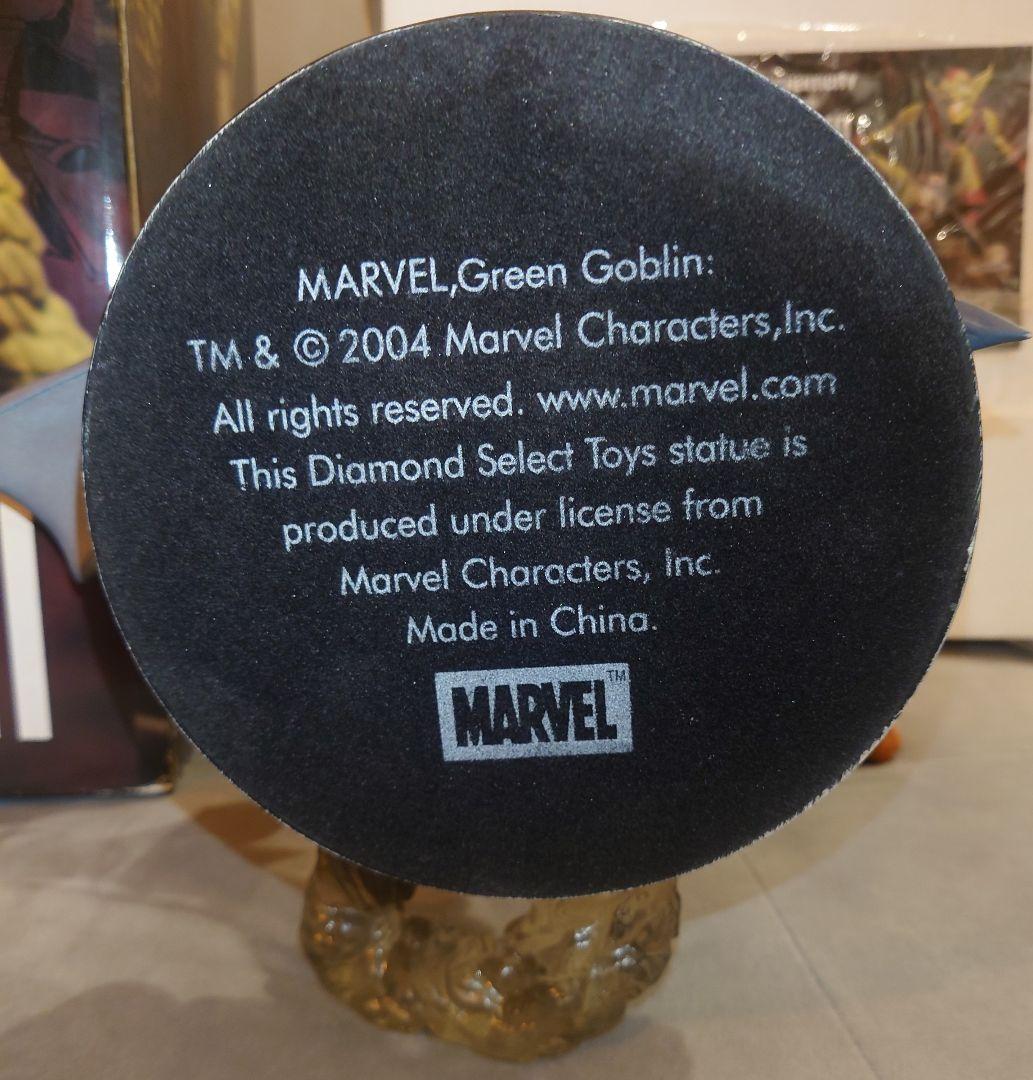 MARVEL,Green Goblin:
TM & © 2004 Marvel Characters,Inc.
All rights reserved. www.marvel.com
This Diamond Select Toys statue is
produced under license from
Marvel Characters, Inc.
Made in China.
MARVEL TM